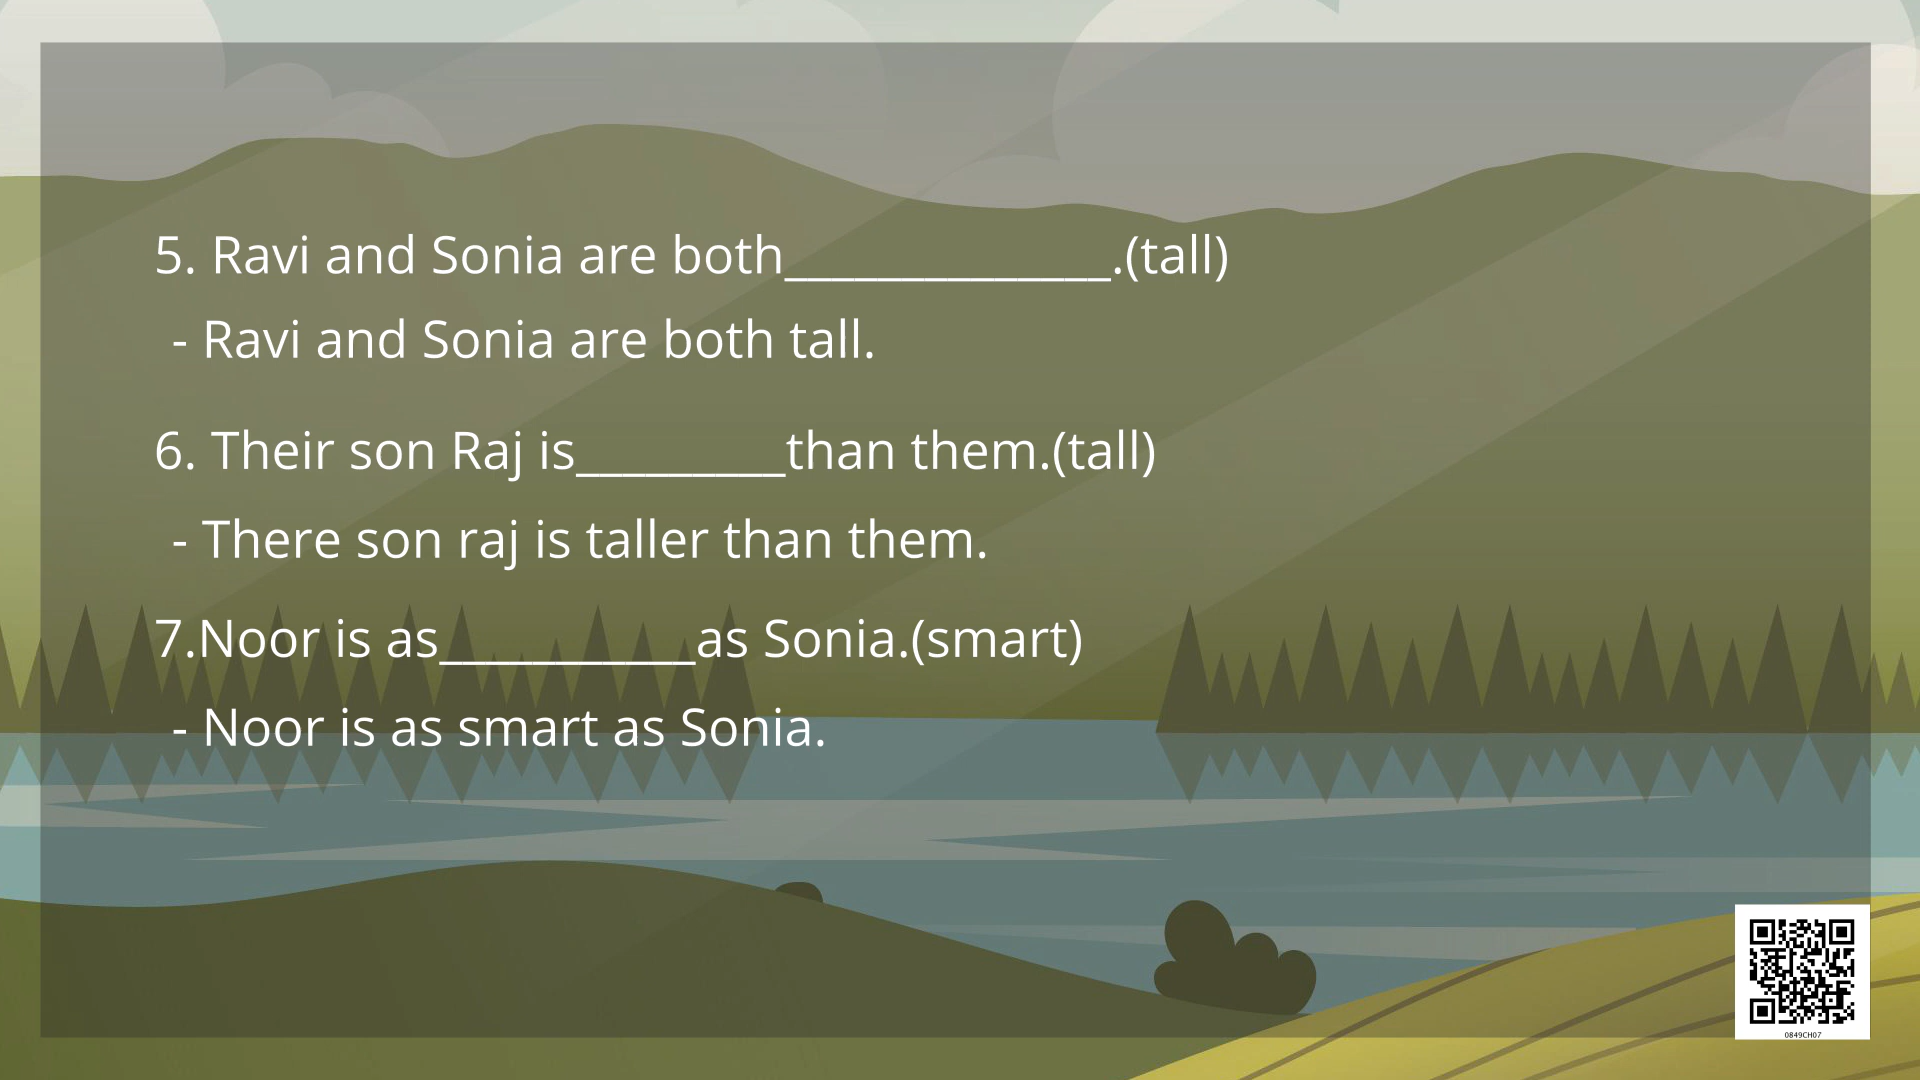 5. Ravi and Sonia are both______________.(tall)
- Ravi and Sonia are both tall.
6. Their son Raj is_________than them.(tall)
- There son raj is taller than them.
7.Noor is as___________as Sonia.(smart)
- Noor is as smart as Sonia.
0849CH07